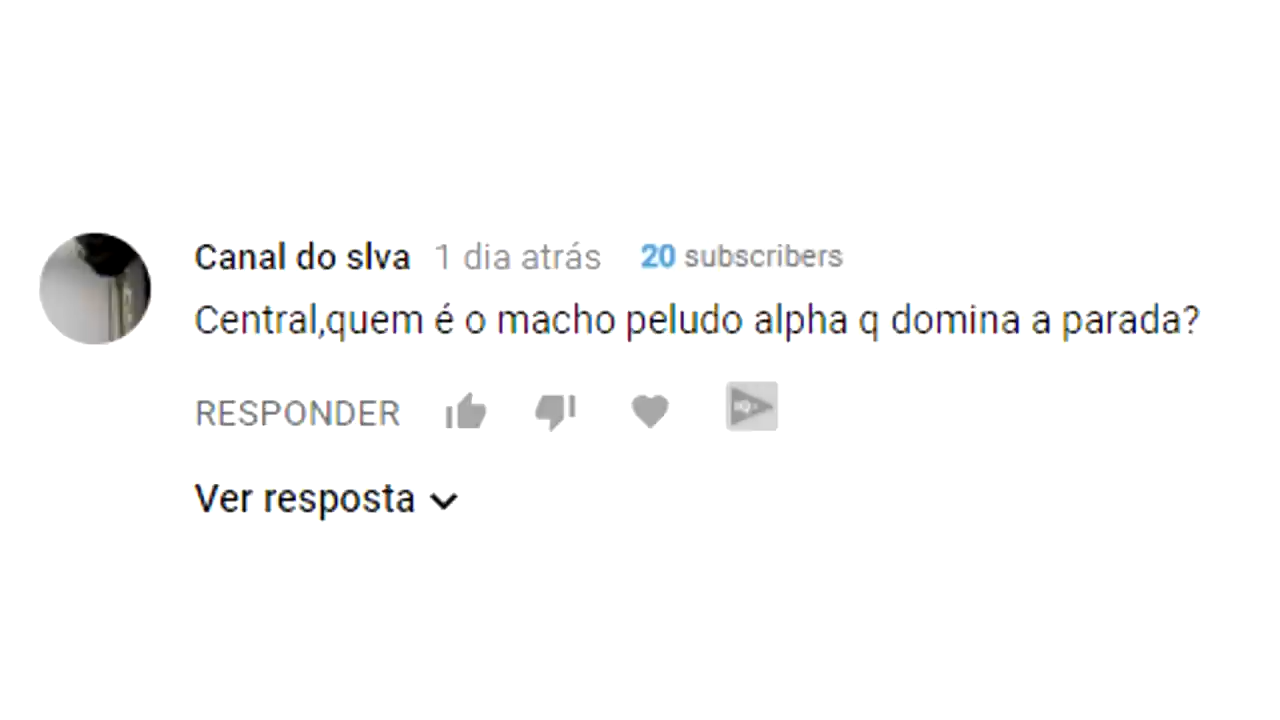 Canal do slva 1 dia atrás 20 subscribers
Central,quem é o macho peludo alpha q domina a parada?
RESPONDER
Ver resposta